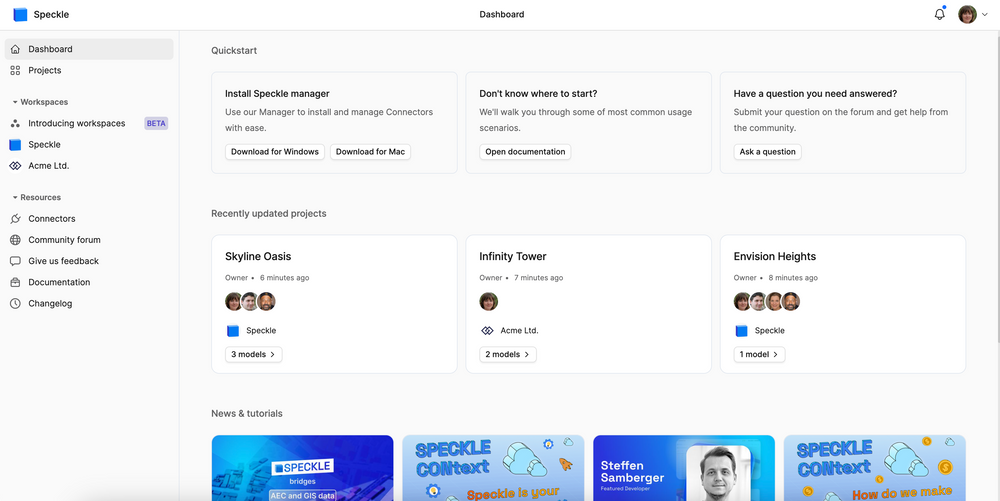 Speckle
Dashboard
Dashboard
Projects
Workspaces
Introducing workspaces BETA
Speckle
Acme Ltd.
Resources
Connectors
Community forum
Give us feedback
Documentation
Changelog
Quickstart
Install Speckle manager
Use our Manager to install and manage Connectors
with ease.
Download for Windows Download for Mac
Don't know where to start?
We'll walk you through some of most common usage
scenarios.
Open documentation
Have a question you need answered?
Submit your question on the forum and get help from
the community.
Ask a question
Recently updated projects
Skyline Oasis
Owner • 6 minutes ago
Speckle
3 models
Infinity Tower
Owner • 7 minutes ago
Acme Ltd.
2 models
Envision Heights
Owner • 8 minutes ago
Speckle
1 model
News & tutorials
SPECKLE
bridges
AEC and GIS data
SPECKLE
CONtext
Speckle is your
Steffen
Samberger
Featured Developer
SPECKLE
CONtext
How do we make